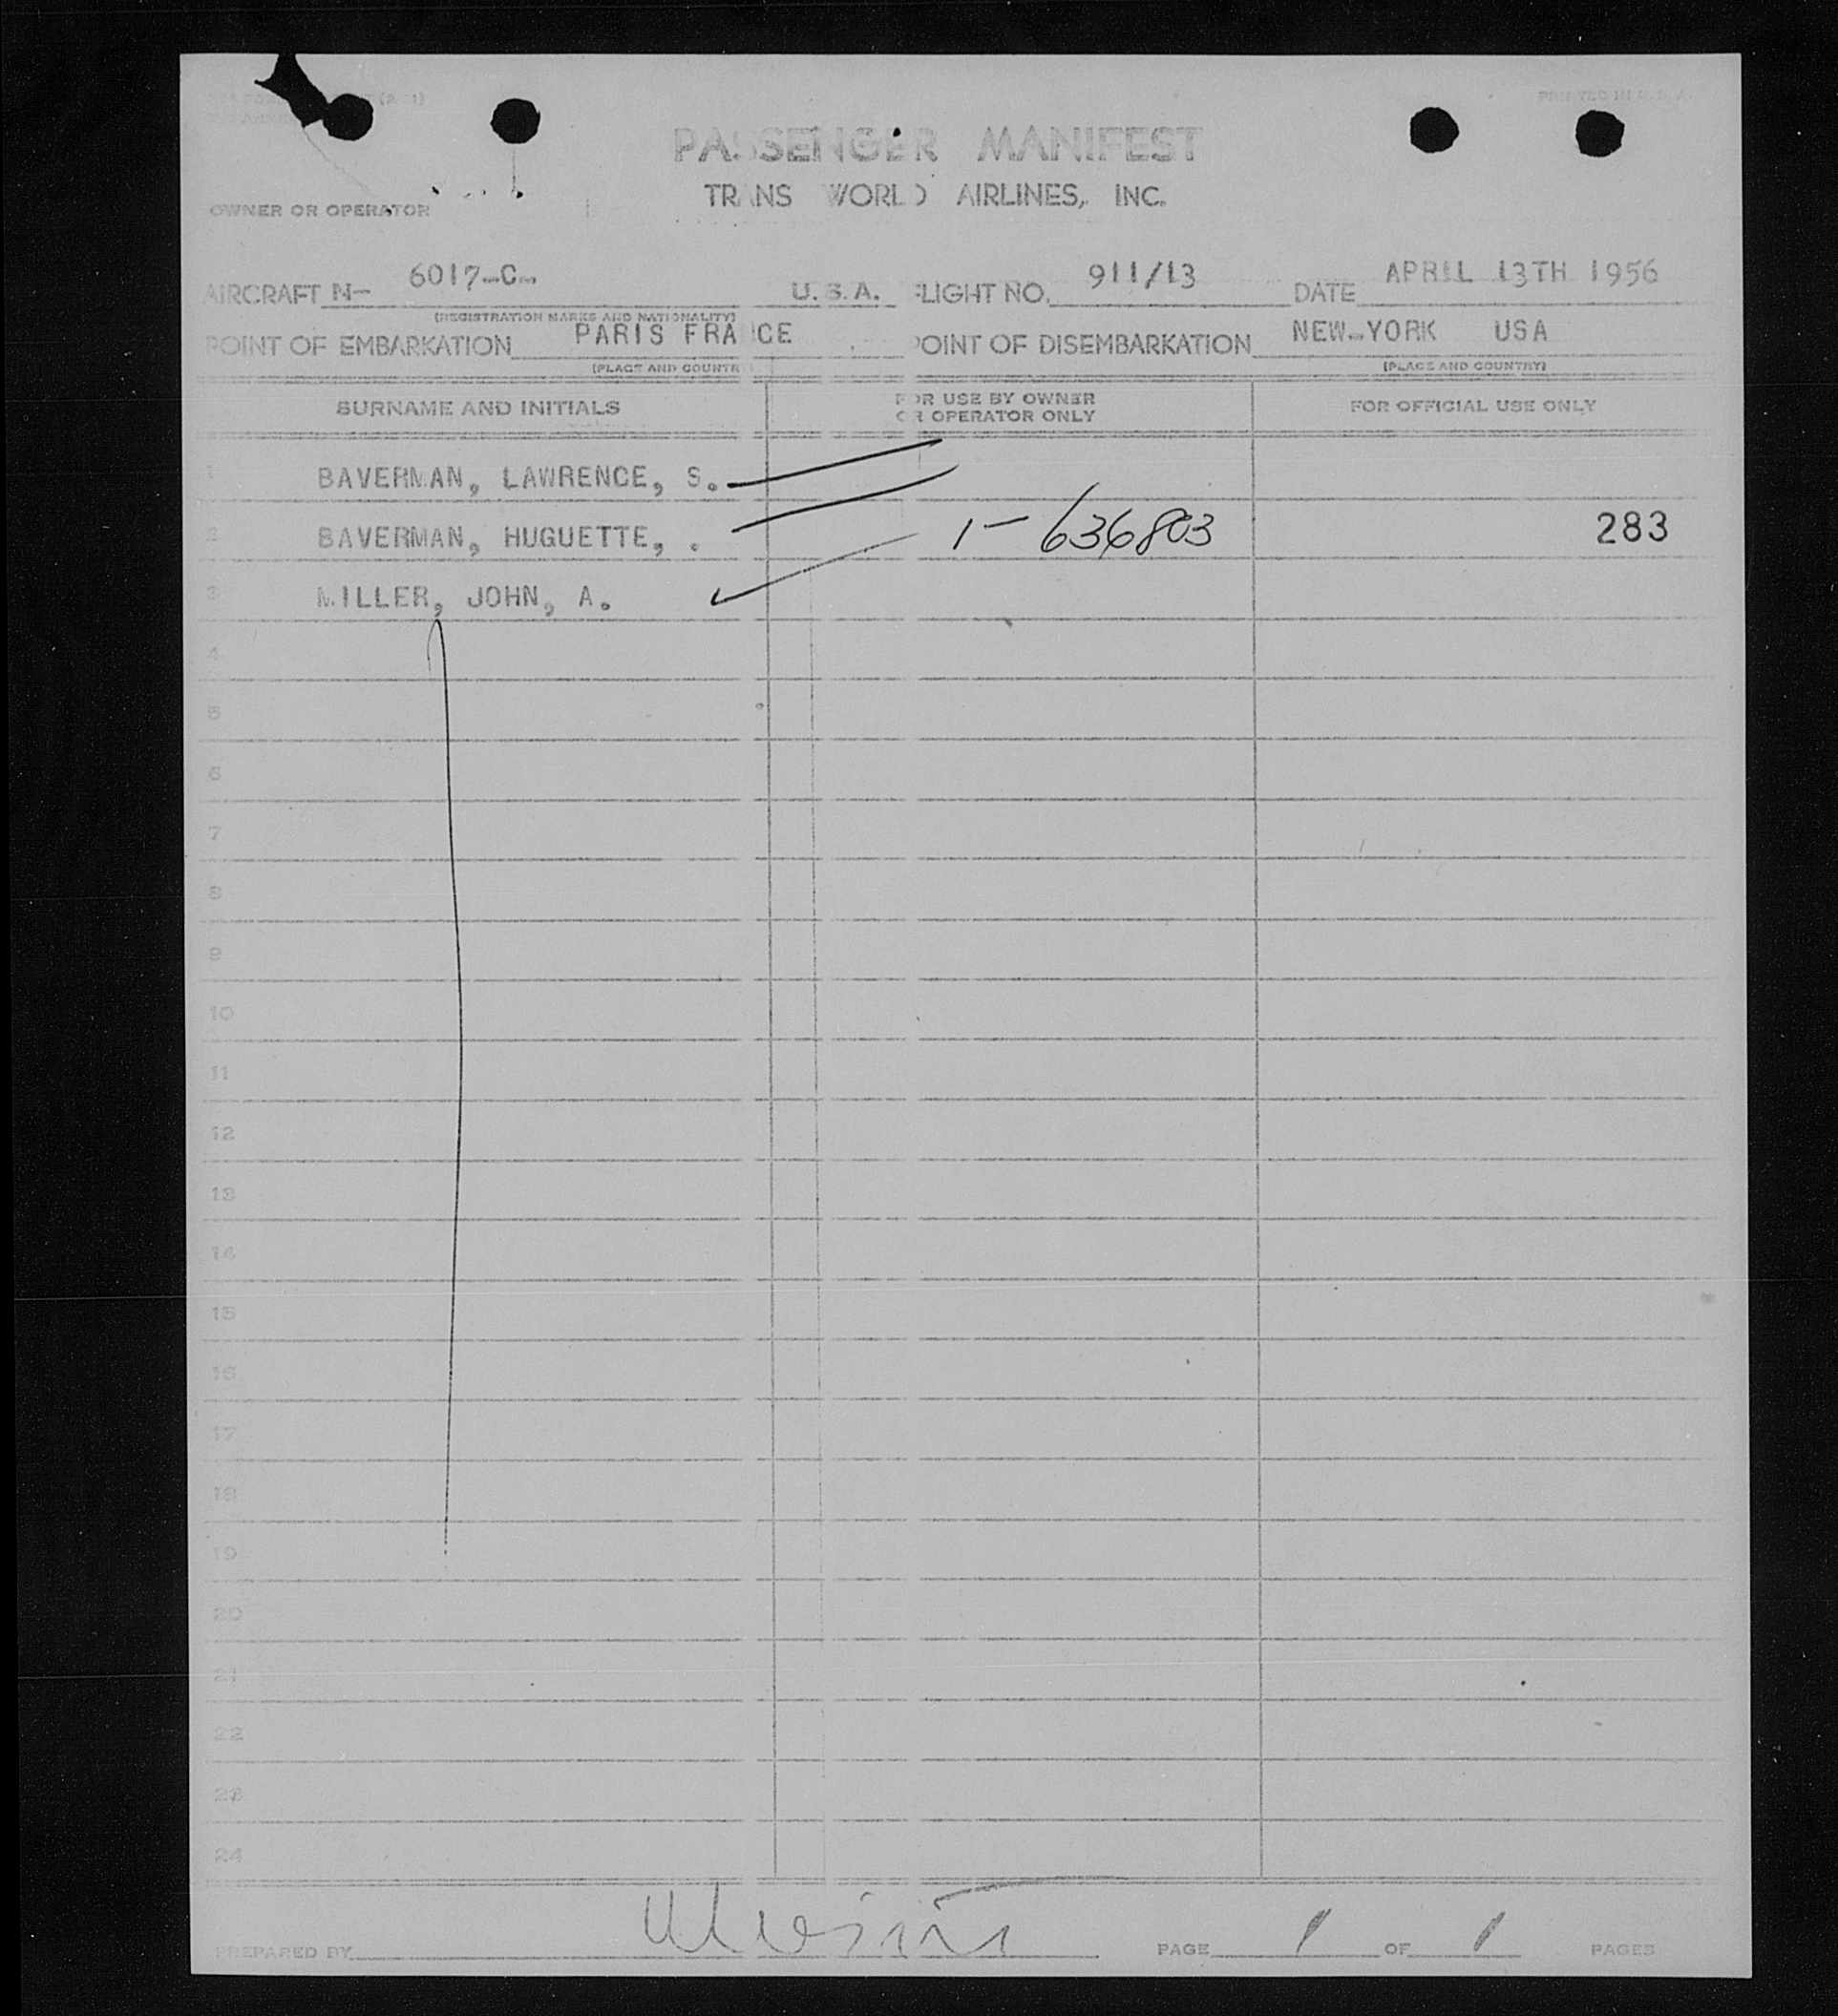 PRINTED IN U.S.A.
PASSENGER MANIFEST
TRANS WORLD AIRLINES, INC.
OWNER OR OPERATOR
AIRCRAFT N- 6017-C- U.S.A. FLIGHT NO. 911/13 DATE APRIL 13TH 1956
(REGISTRATION MARKS AND NATIONALITY)
POINT OF EMBARKATION PARIS FRANCE POINT OF DISEMBARKATION NEW-YORK USA
(PLACE AND COUNTR (PLACE AND COUNTRY)
SURNAME AND INITIALS FOR USE BY OWNER OR OPERATOR ONLY FOR OFFICIAL USE ONLY
1 BAVERMAN, LAWRENCE, S.
2 BAVERMAN, HUGUETTE, . 1-636803 283
3 MILLER, JOHN, A.
4
5
6
7
8
9
10
11
12
13
14
15
16
17
18
19
20
21
22
23
24
PREPARED BY PAGE 1 OF 1 PAGES